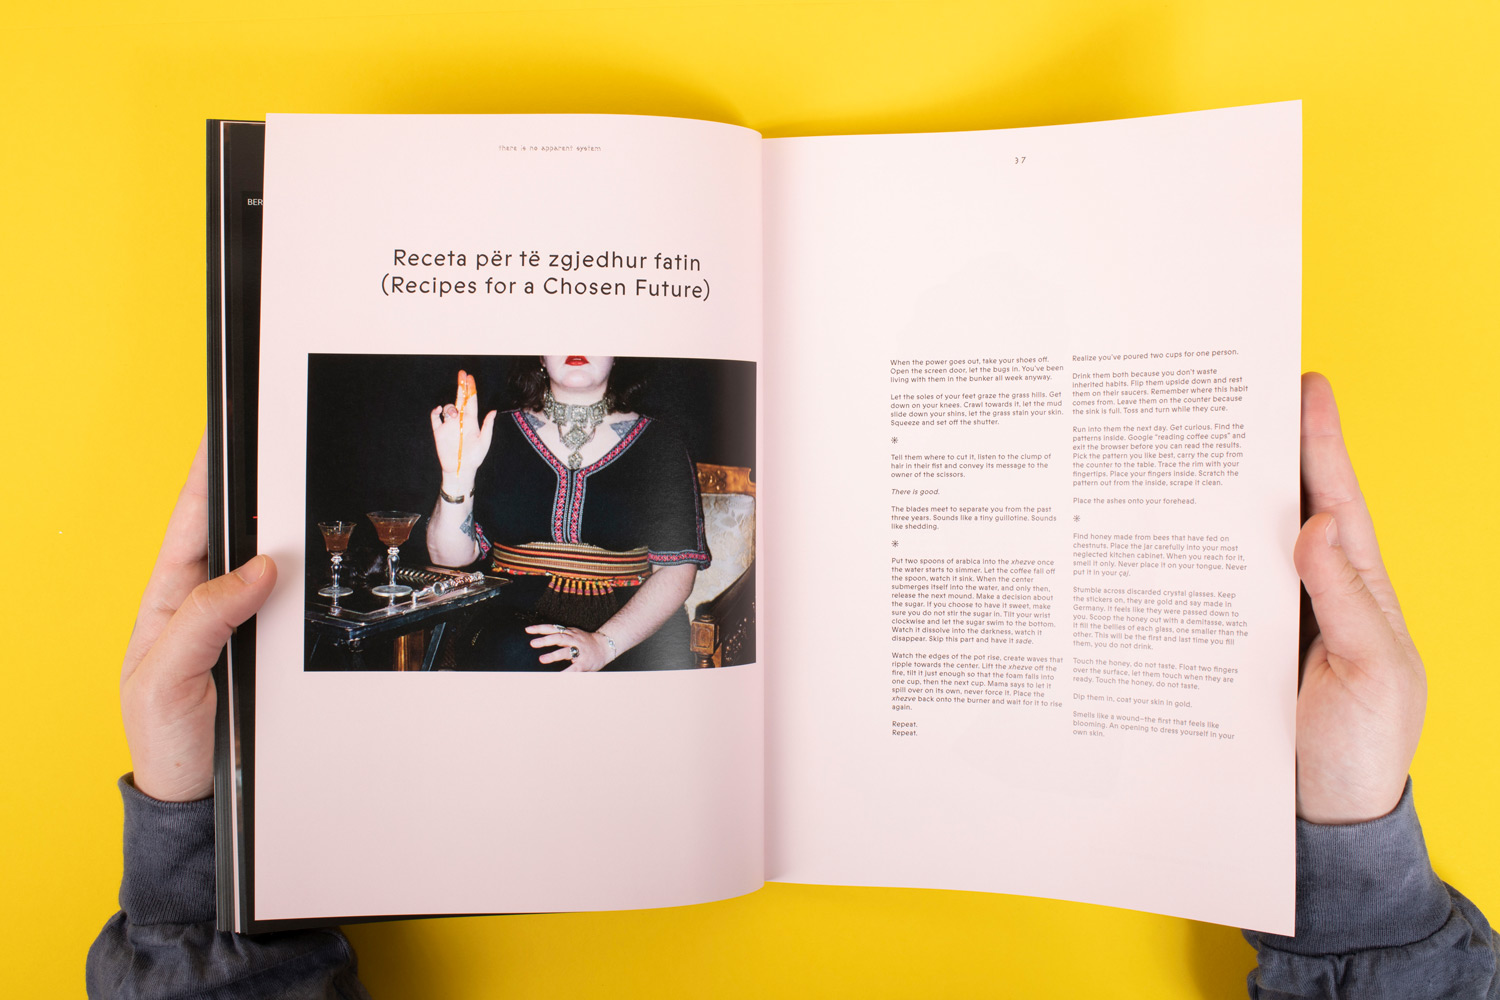 BER
there is no apparent system
Receta për të zgjedhur fatin
(Recipes for a Chosen Future)
37
When the power goes out, take your shoes off.
Open the screen door, let the bugs in. You've been
living with them in the bunker all week anyway.
Let the soles of your feet graze the grass hills. Get
down on your knees. Crawl towards it, let the mud
slide down your shins, let the grass stain your skin.
Squeeze and set off the shutter.
✳
Tell them where to cut it, listen to the clump of
hair in their fist and convey its message to the
owner of the scissors.
There is good.
The blades meet to separate you from the past
three years. Sounds like a tiny guillotine. Sounds
like shedding.
✳
Put two spoons of arabica into the xhezve once
the water starts to simmer. Let the coffee fall off
the spoon, watch it sink. When the center
submerges itself into the water, and only then,
release the next mound. Make a decision about
the sugar. If you choose to have it sweet, make
sure you do not stir the sugar in. Tilt your wrist
clockwise and let the sugar swim to the bottom.
Watch it dissolve into the darkness, watch it
disappear. Skip this part and have it sade.
Watch the edges of the pot rise, create waves that
ripple towards the center. Lift the xhezve off the
fire, tilt it just enough so that the foam falls into
one cup, then the next cup. Mama says to let it
spill over on its own, never force it. Place the
xhezve back onto the burner and wait for it to rise
again.
Repeat.
Repeat.
Realize you've poured two cups for one person.
Drink them both because you don't waste
inherited habits. Flip them upside down and rest
them on their saucers. Remember where this habit
comes from. Leave them on the counter because
the sink is full. Toss and turn while they cure.
Run into them the next day. Get curious. Find the
patterns inside. Google "reading coffee cups" and
exit the browser before you can read the results.
Pick the pattern you like best, carry the cup from
the counter to the table. Trace the rim with your
fingertips. Place your fingers inside. Scratch the
pattern out from the inside, scrape it clean.
Place the ashes onto your forehead.
✳
Find honey made from bees that have fed on
chestnuts. Place the jar carefully into your most
neglected kitchen cabinet. When you reach for it,
smell it only. Never place it on your tongue. Never
put it in your çaj.
Stumble across discarded crystal glasses. Keep
the stickers on, they are gold and say made in
Germany. It feels like they were passed down to
you. Scoop the honey out with a demitasse, watch
it fill the bellies of each glass, one smaller than the
other. This will be the first and last time you fill
them, you do not drink.
Touch the honey, do not taste. Float two fingers
over the surface, let them touch when they are
ready. Touch the honey, do not taste.
Dip them in, coat your skin in gold.
Smells like a wound—the first that feels like
blooming. An opening to dress yourself in your
own skin.